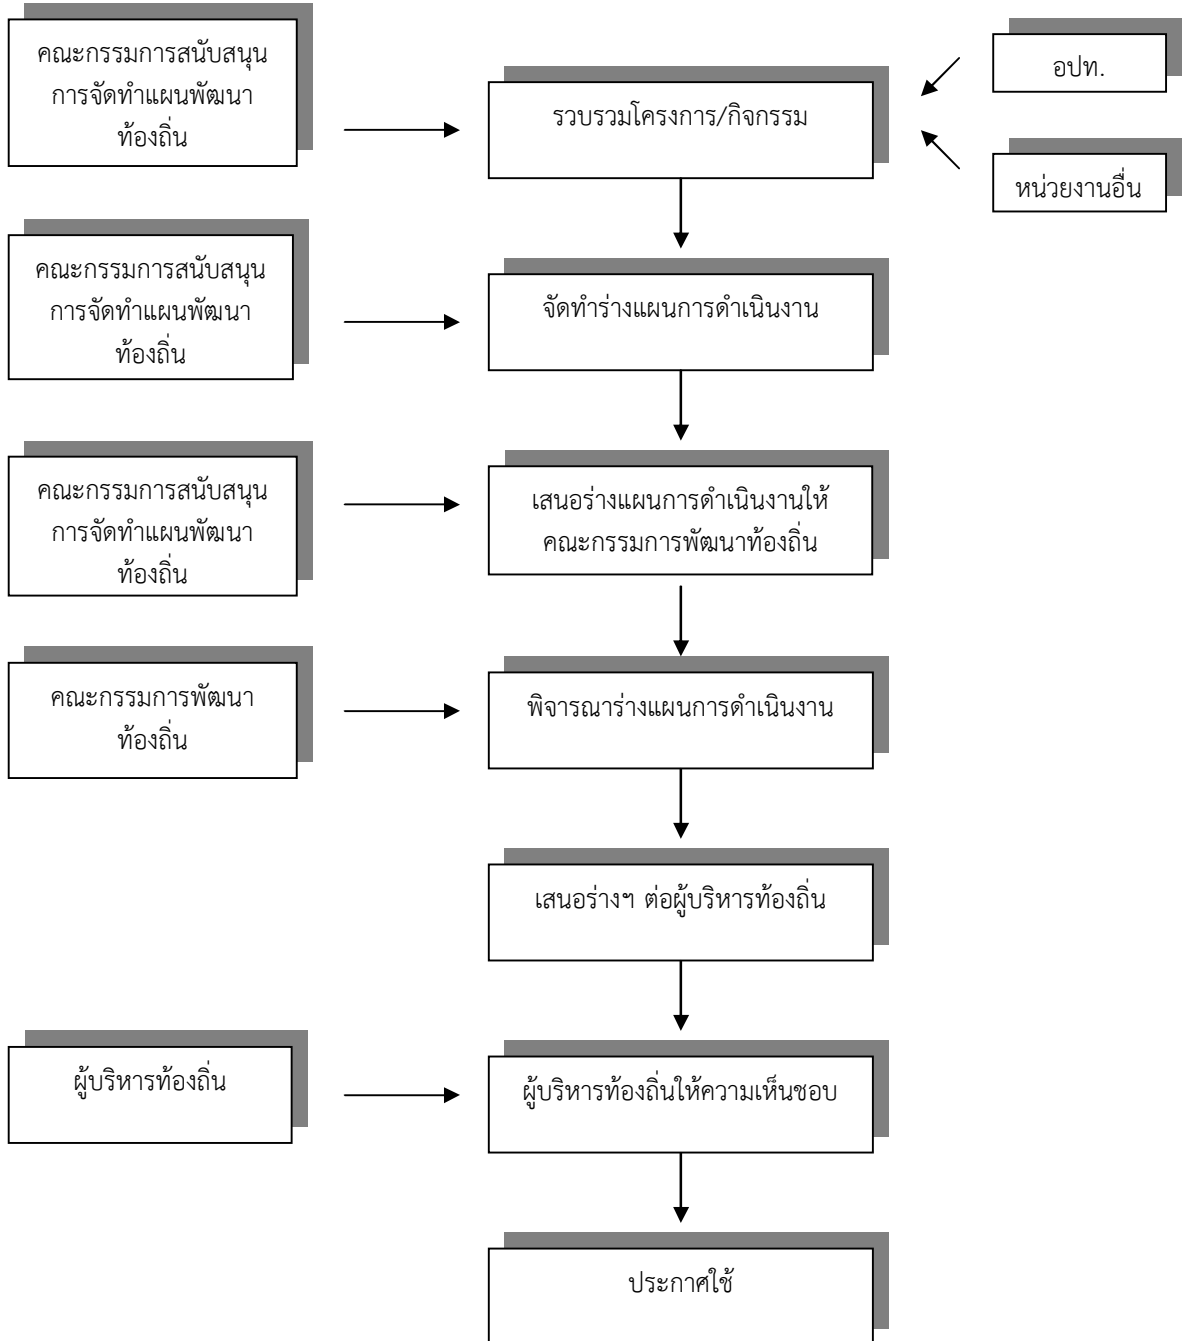 คณะกรรมการสนับสนุน
การจัดทำแผนพัฒนา
ท้องถิ่น
รวบรวมโครงการ/กิจกรรม
อปท.
หน่วยงานอื่น
คณะกรรมการสนับสนุน
การจัดทำแผนพัฒนา
ท้องถิ่น
จัดทำร่างแผนการดำเนินงาน
คณะกรรมการสนับสนุน
การจัดทำแผนพัฒนา
ท้องถิ่น
เสนอร่างแผนการดำเนินงานให้
คณะกรรมการพัฒนาท้องถิ่น
คณะกรรมการพัฒนา
ท้องถิ่น
พิจารณาร่างแผนการดำเนินงาน
เสนอร่างฯ ต่อผู้บริหารท้องถิ่น
ผู้บริหารท้องถิ่น
ผู้บริหารท้องถิ่นให้ความเห็นชอบ
ประกาศใช้